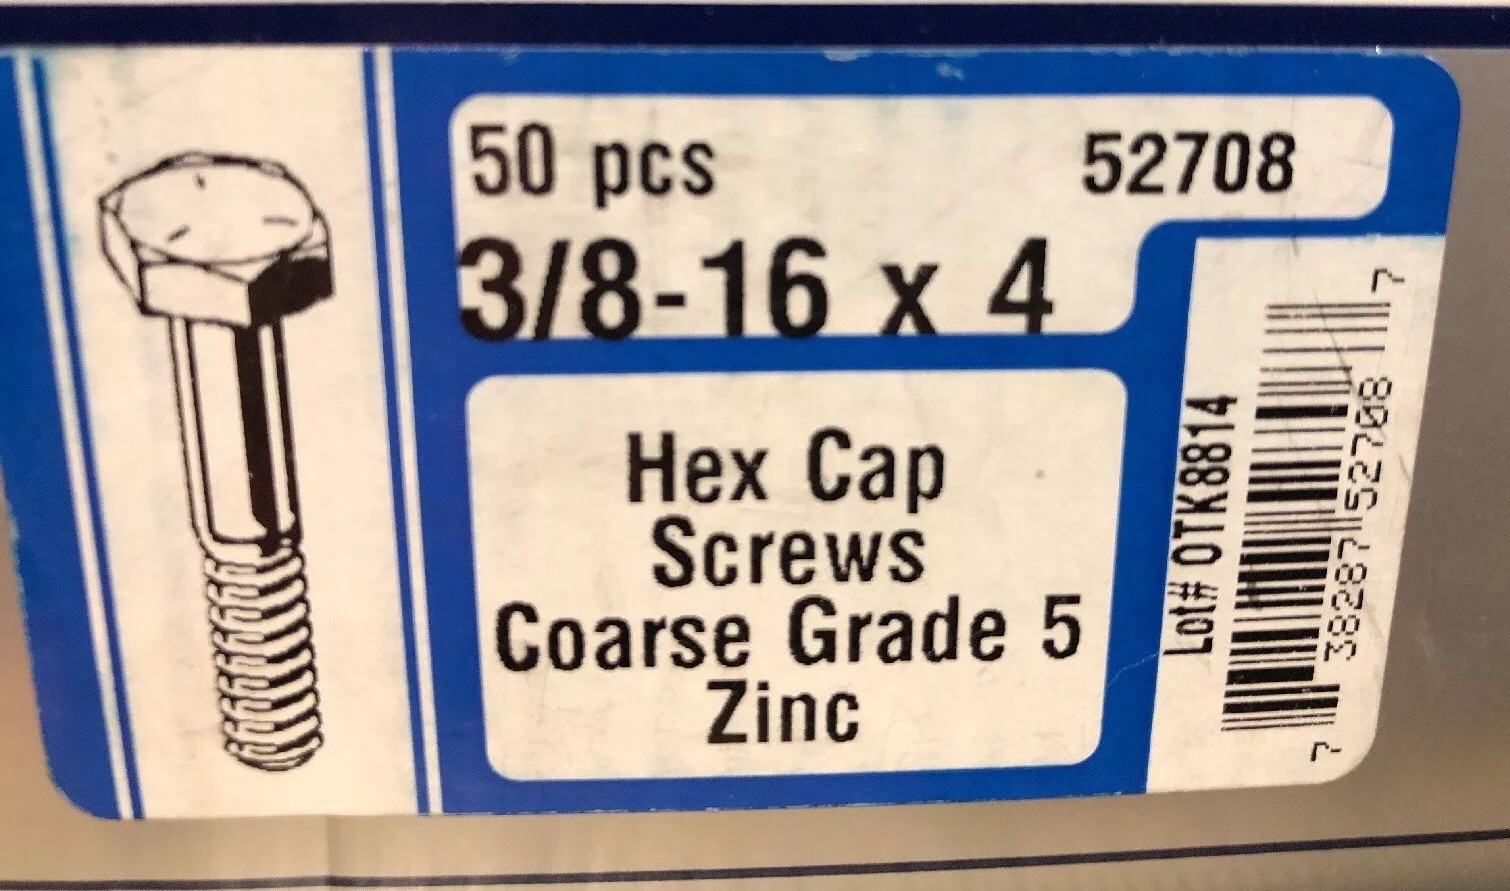 50 pcs 52708
3/8-16 x 4
Hex Cap
Screws
Coarse Grade 5
Zinc
Lot# OTK8814
7 38287 52708 7